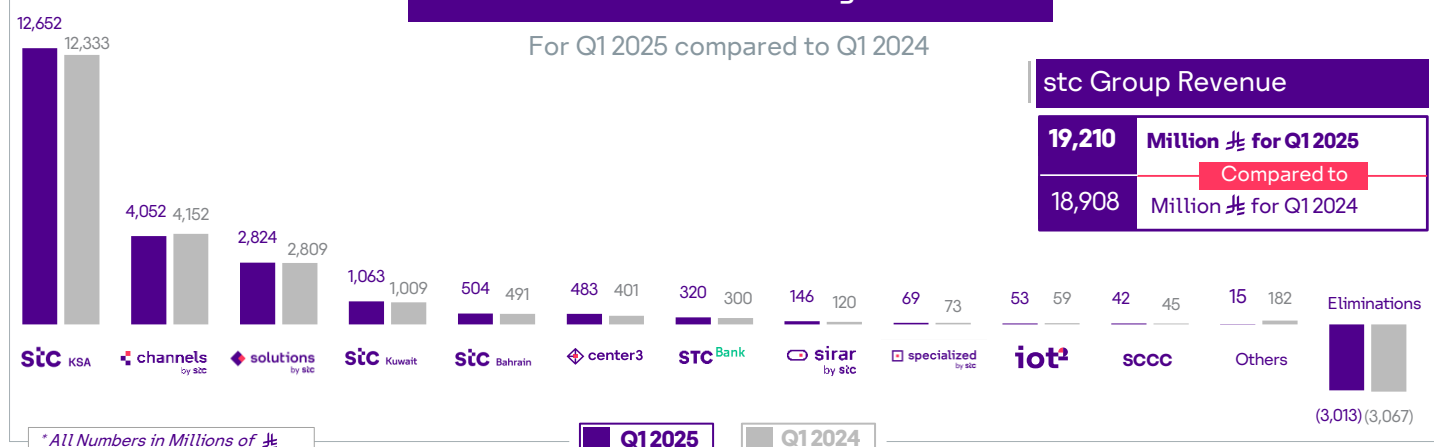 For Q1 2025 compared to Q1 2024
stc Group Revenue
19,210 Million for Q1 2025
Compared to
18,908 Million for Q1 2024
12,652 12,333
4,052 4,152
2,824 2,809
1,063 1,009
504 491
483 401
320 300
146 120
69 73
53 59
42 45
15 182
Eliminations
stc KSA
channels by stc
solutions by stc
stc Kuwait
stc Bahrain
center3
STC Bank
sirar by stc
specialized by stc
iot²
SCCC
Others
(3,013) (3,067)
* All Numbers in Millions of
Q1 2025 Q1 2024